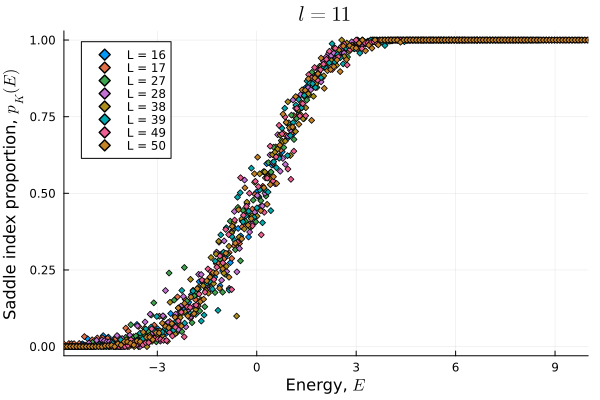 l = 11
Saddle index proportion, p_K(E)
1.00
0.75
0.50
0.25
0.00
L = 16
L = 17
L = 27
L = 28
L = 38
L = 39
L = 49
L = 50
−3 0 3 6 9
Energy, E